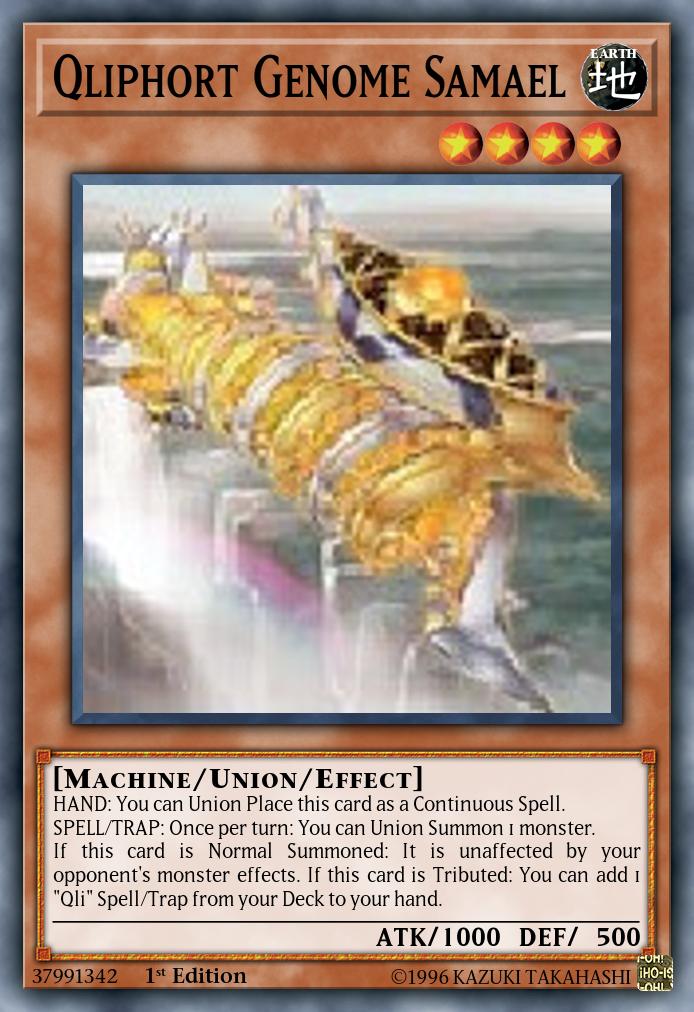 QLIPHORT GENOME SAMAEL
EARTH
地
[MACHINE/UNION/EFFECT]
HAND: You can Union Place this card as a Continuous Spell.
SPELL/TRAP: Once per turn: You can Union Summon 1 monster.
If this card is Normal Summoned: It is unaffected by your
opponent's monster effects. If this card is Tributed: You can add 1
"Qli" Spell/Trap from your Deck to your hand.
ATK/1000 DEF/ 500
37991342 1st Edition ©1996 KAZUKI TAKAHASHI